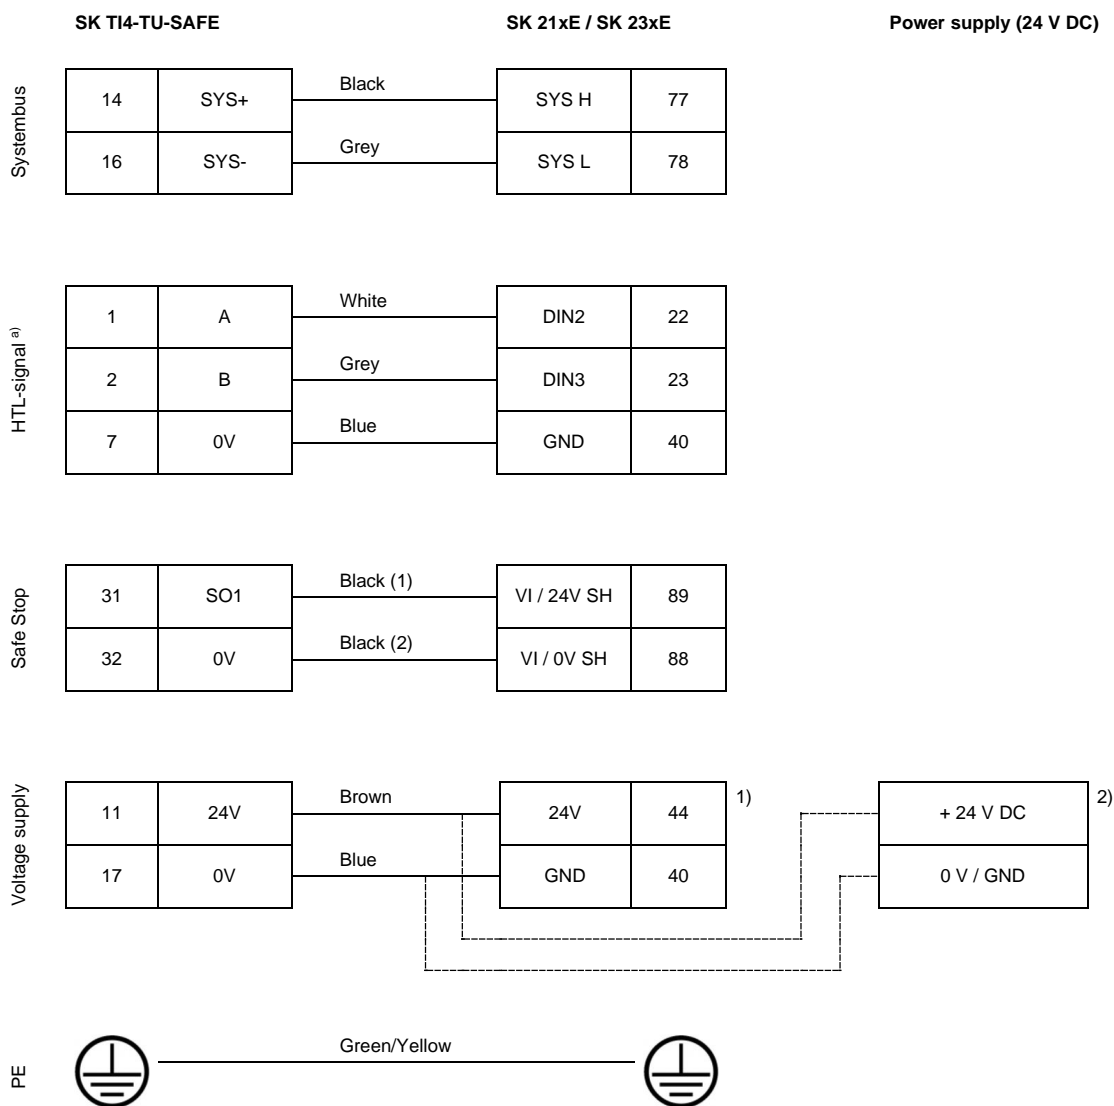 SK TI4-TU-SAFE SK 21xE / SK 23xE Power supply (24 V DC)
Systembus
14 SYS+ Black SYS H 77
16 SYS- Grey SYS L 78
HTL-signal a)
1 A White DIN2 22
2 B Grey DIN3 23
7 0V Blue GND 40
Safe Stop
31 SO1 Black (1) VI / 24V SH 89
32 0V Black (2) VI / 0V SH 88
Voltage supply
11 24V Brown 24V 44 1) + 24 V DC 2)
17 0V Blue GND 40 0 V / GND
PE
Green/Yellow